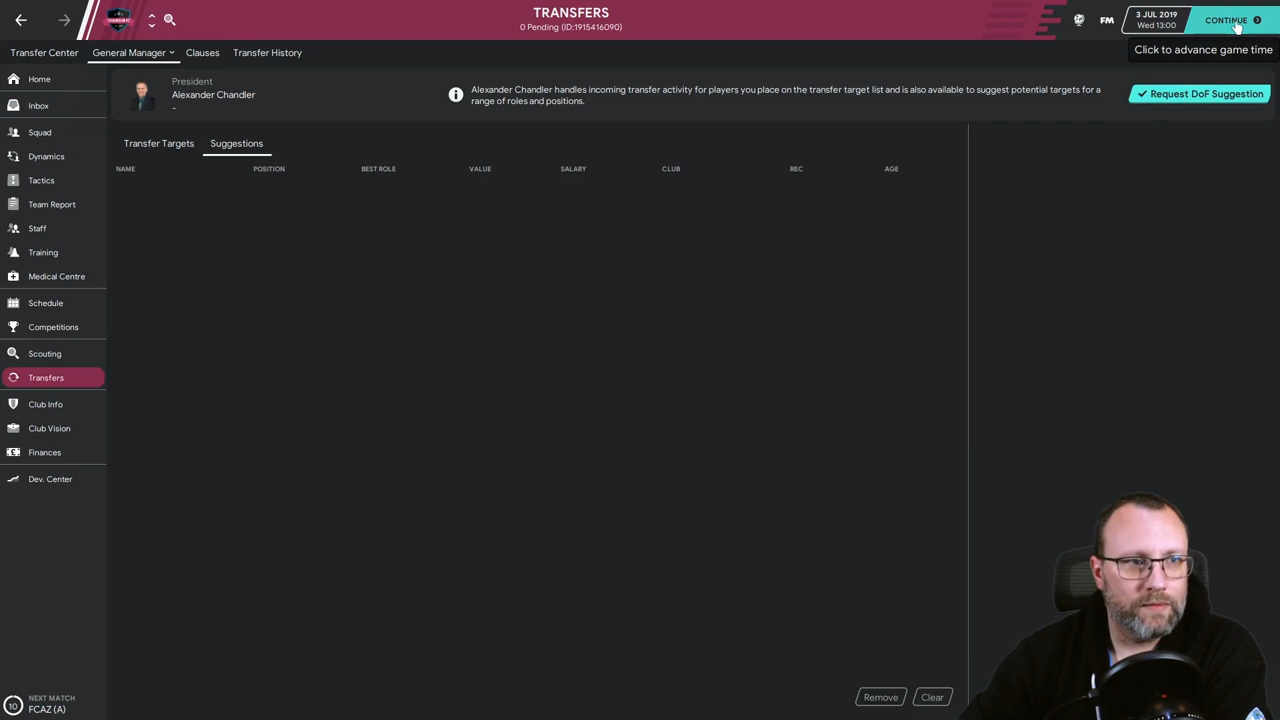 TRANSFERS
0 Pending (ID:1915416090)
FM
3 JUL 2019
Wed 13:00
CONTINUE
Click to advance game time
Transfer Center
General Manager
Clauses
Transfer History
Home
Inbox
Squad
Dynamics
Tactics
Team Report
Staff
Training
Medical Centre
Schedule
Competitions
Scouting
Transfers
Club Info
Club Vision
Finances
Dev. Center
NEXT MATCH
10
FCAZ (A)
President
Alexander Chandler
-
Alexander Chandler handles incoming transfer activity for players you place on the transfer target list and is also available to suggest potential targets for a
range of roles and positions.
Request DoF Suggestion
Transfer Targets
Suggestions
NAME POSITION BEST ROLE VALUE SALARY CLUB REC AGE
Remove
Clear